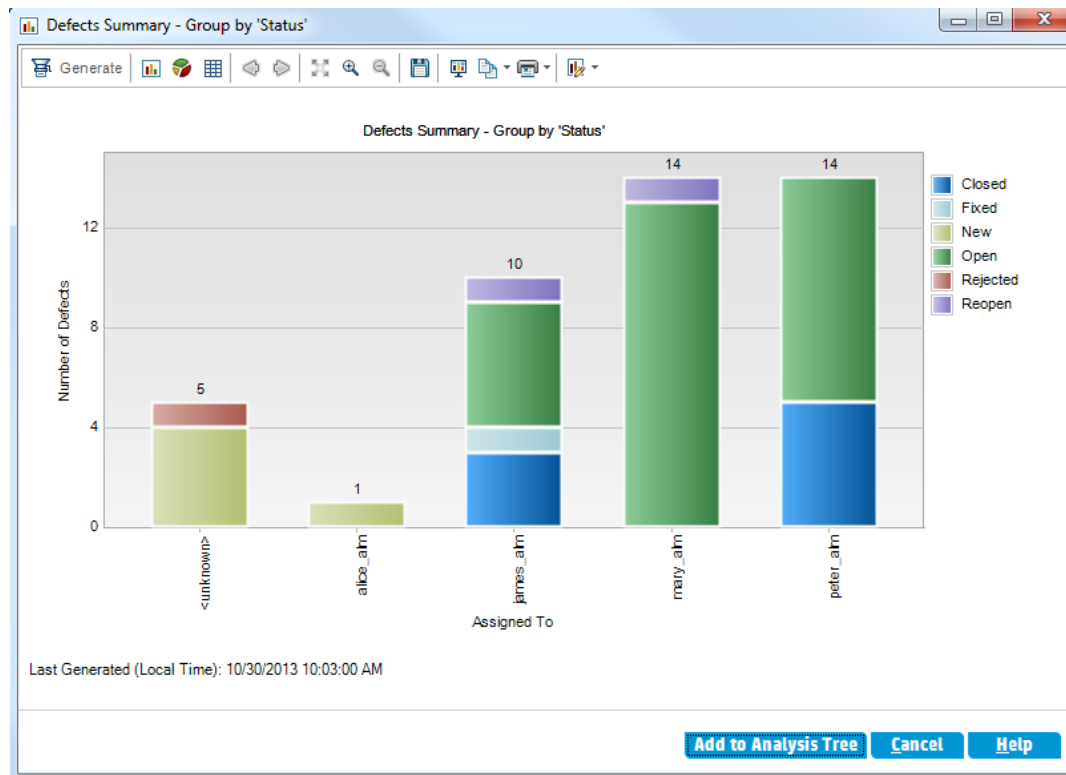 Defects Summary - Group by 'Status'
Generate
Defects Summary - Group by 'Status'
Number of Defects
12
8
4
0
5
1
10
14
14
<unknown>
alice_alm
james_alm
mary_alm
peter_alm
Assigned To
Closed
Fixed
New
Open
Rejected
Reopen
Last Generated (Local Time): 10/30/2013 10:03:00 AM
Add to Analysis Tree Cancel Help